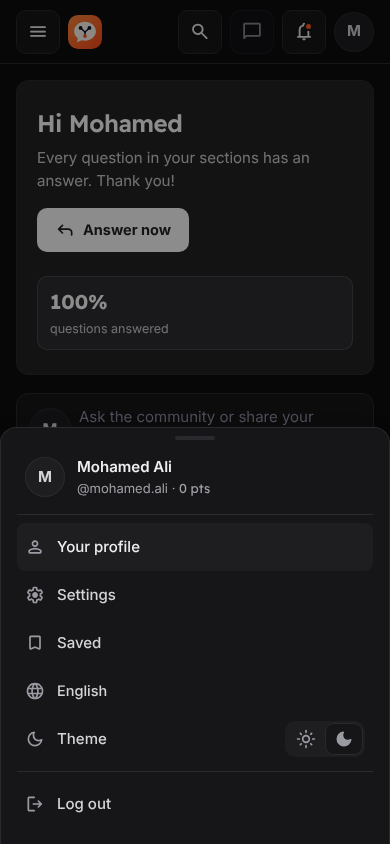 M
Hi Mohamed
Every question in your sections has an
answer. Thank you!
Answer now
100%
questions answered
M
Ask the community or share your
M
Mohamed Ali
@mohamed.ali · 0 pts
Your profile
Settings
Saved
English
Theme
Log out